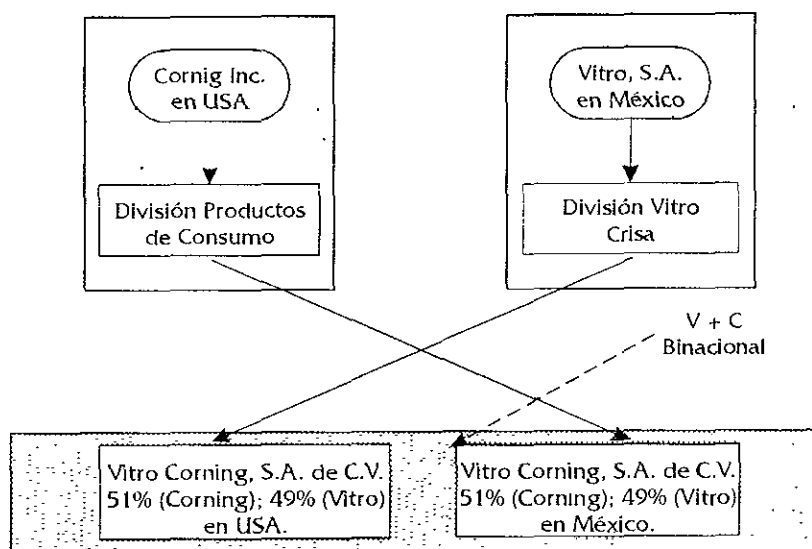 Cornig Inc.
en USA
Vitro, S.A.
en México
División Productos
de Consumo
División Vitro
Crisa
V + C
Binacional
Vitro Corning, S.A. de C.V.
51% (Corning); 49% (Vitro)
en USA.
Vitro Corning, S.A. de C.V.
51% (Corning); 49% (Vitro)
en México.